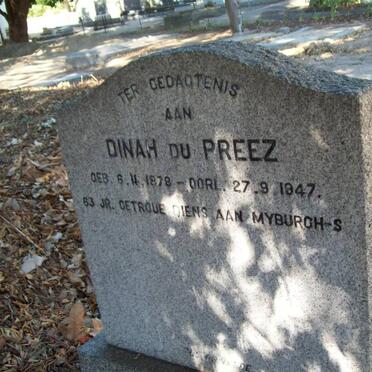 TER GEDAGTENIS
AAN
DINAH DU PREEZ
GEB. 6.11.1879 – OORL. 27.9.1947.
63 JR. GETROUE DIENS AAN MYBURGH-S